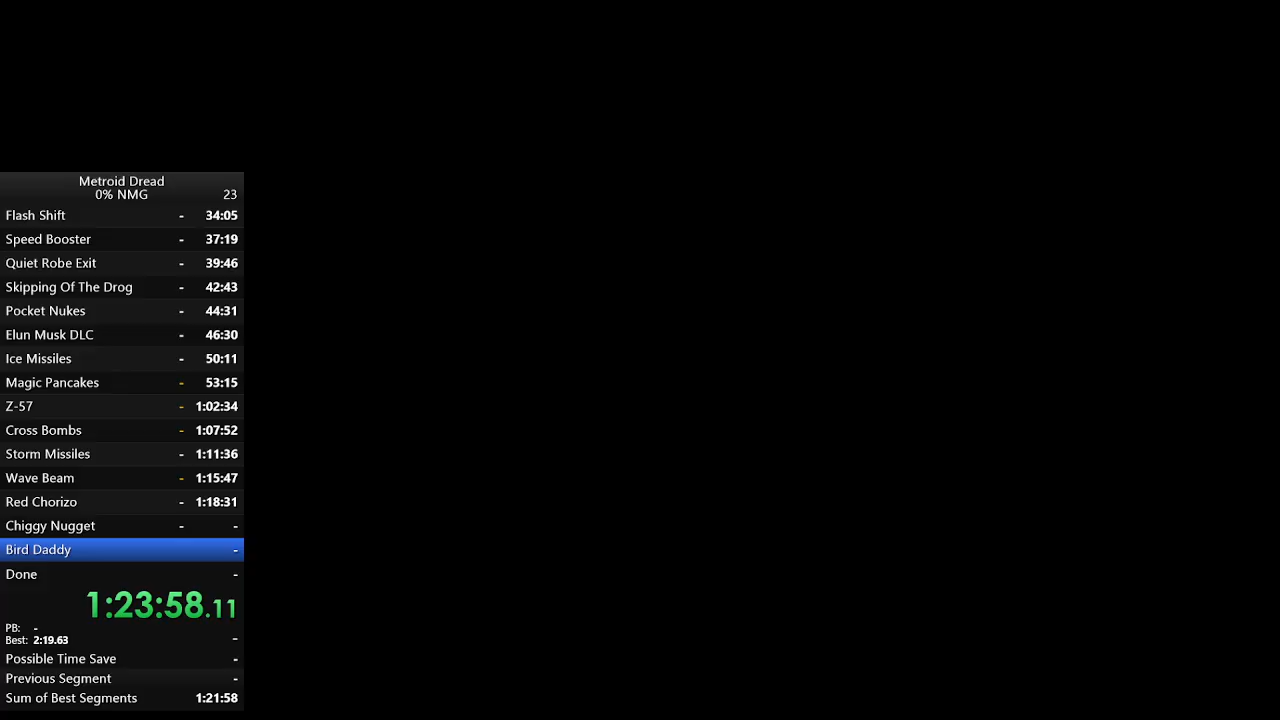 Metroid Dread
0% NMG 23
Flash Shift - 34:05
Speed Booster - 37:19
Quiet Robe Exit - 39:46
Skipping Of The Drog - 42:43
Pocket Nukes - 44:31
Elun Musk DLC - 46:30
Ice Missiles - 50:11
Magic Pancakes - 53:15
Z-57 - 1:02:34
Cross Bombs - 1:07:52
Storm Missiles - 1:11:36
Wave Beam - 1:15:47
Red Chorizo - 1:18:31
Chiggy Nugget - -
Bird Daddy -
Done -
1:23:58.11
PB: -
Best: 2:19.63 -
Possible Time Save -
Previous Segment -
Sum of Best Segments 1:21:58